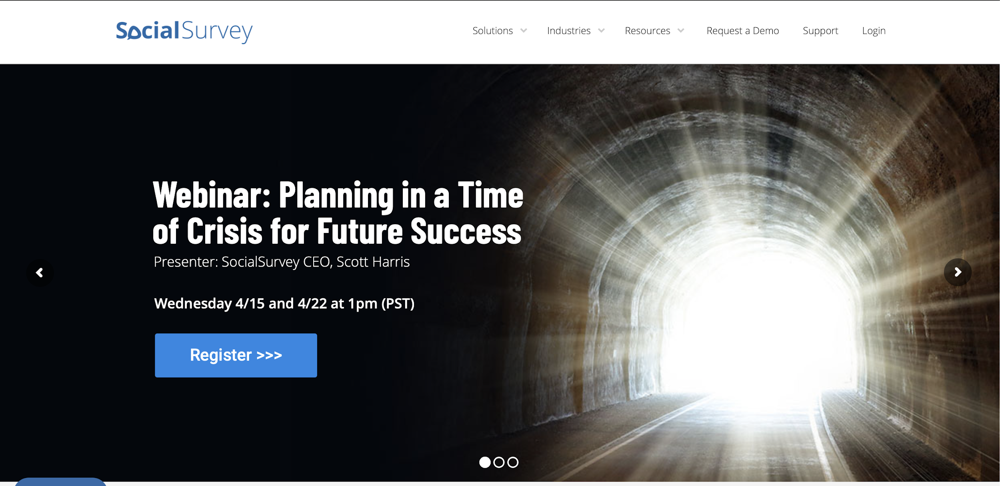 SocialSurvey
Solutions Industries Resources Request a Demo Support Login
Webinar: Planning in a Time
of Crisis for Future Success
Presenter: SocialSurvey CEO, Scott Harris
Wednesday 4/15 and 4/22 at 1pm (PST)
Register >>>